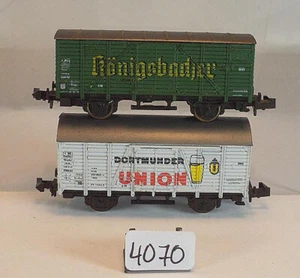 Königsbacher
DORTMUNDER
UNION
U
4070